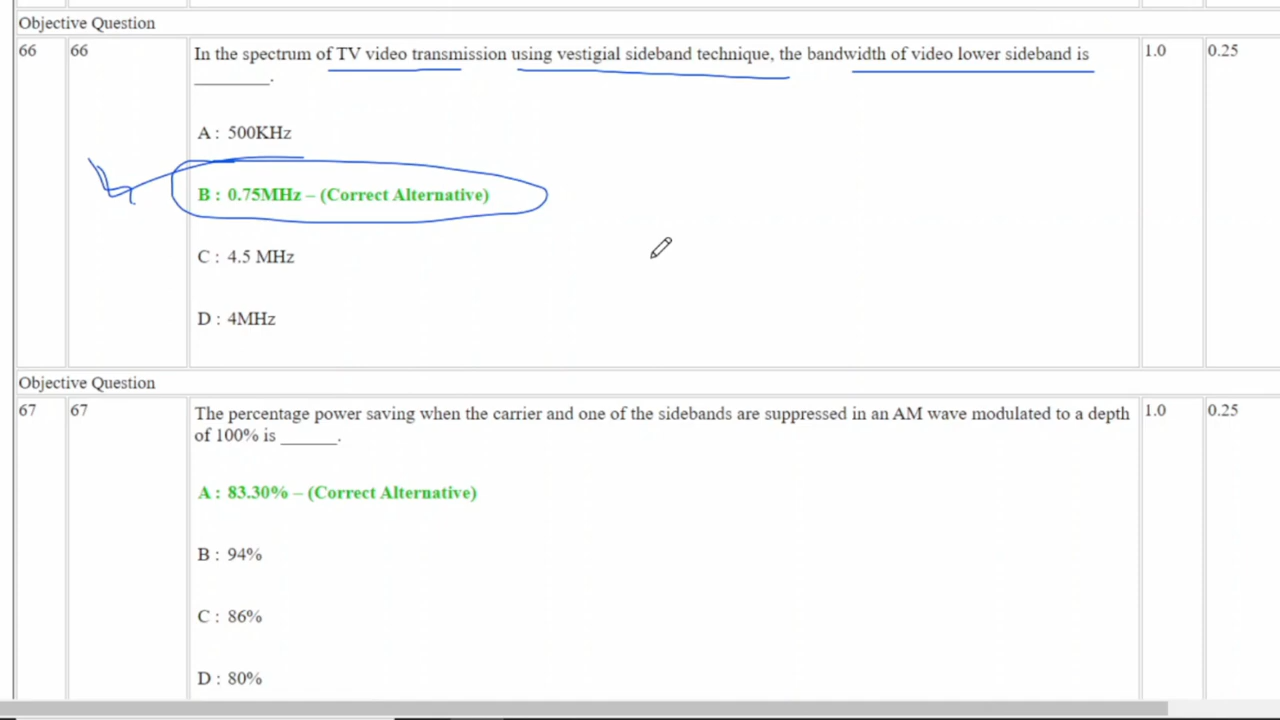 Objective Question
66 66 In the spectrum of TV video transmission using vestigial sideband technique, the bandwidth of video lower sideband is 1.0 0.25
________.
A : 500KHz
B : 0.75MHz – (Correct Alternative)
C : 4.5 MHz
D : 4MHz
Objective Question
67 67 The percentage power saving when the carrier and one of the sidebands are suppressed in an AM wave modulated to a depth 1.0 0.25
of 100% is ______.
A : 83.30% – (Correct Alternative)
B : 94%
C : 86%
D : 80%